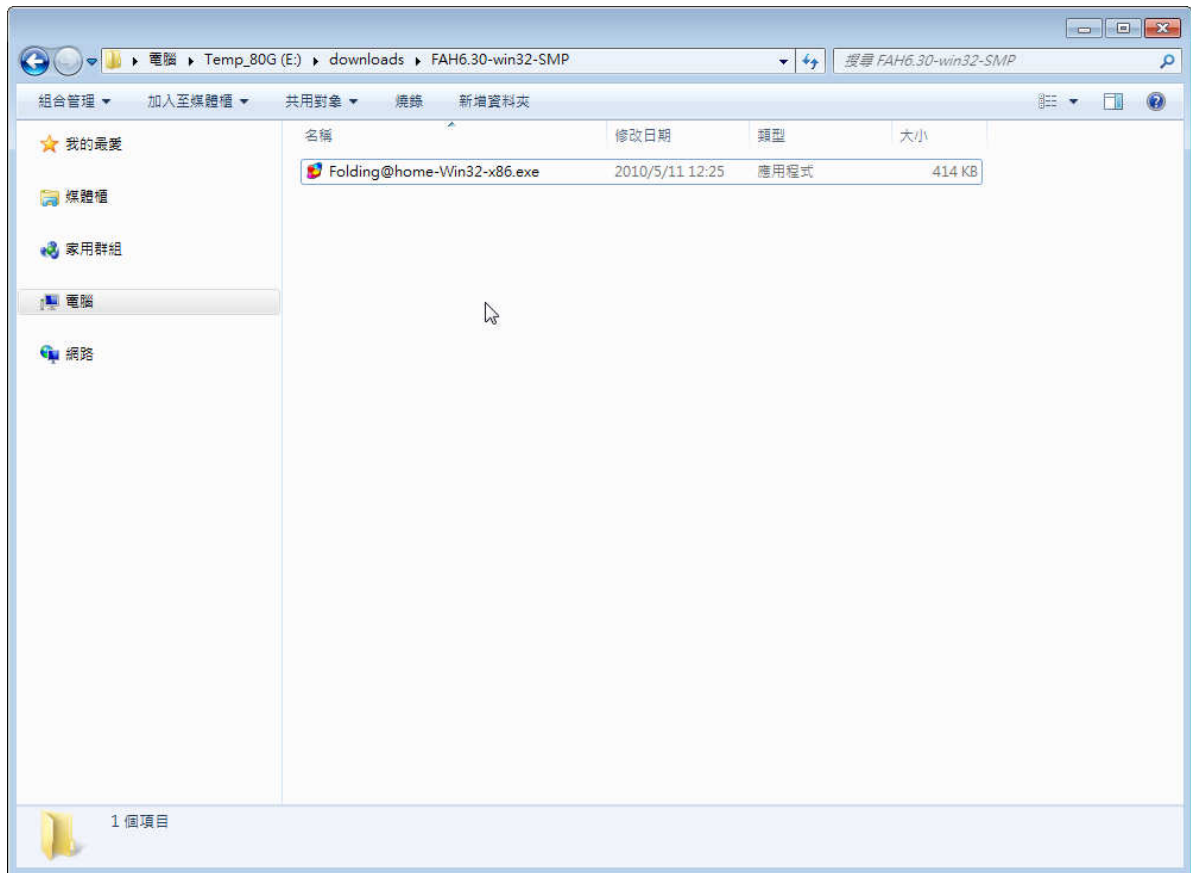 電腦 Temp_80G (E:) downloads FAH6.30-win32-SMP 搜尋 FAH6.30-win32-SMP
組合管理 加入至媒體櫃 共用對象 燒錄 新增資料夾
我的最愛
媒體櫃
家用群組
電腦
網路
名稱 修改日期 類型 大小
Folding@home-Win32-x86.exe 2010/5/11 12:25 應用程式 414 KB
1 個項目